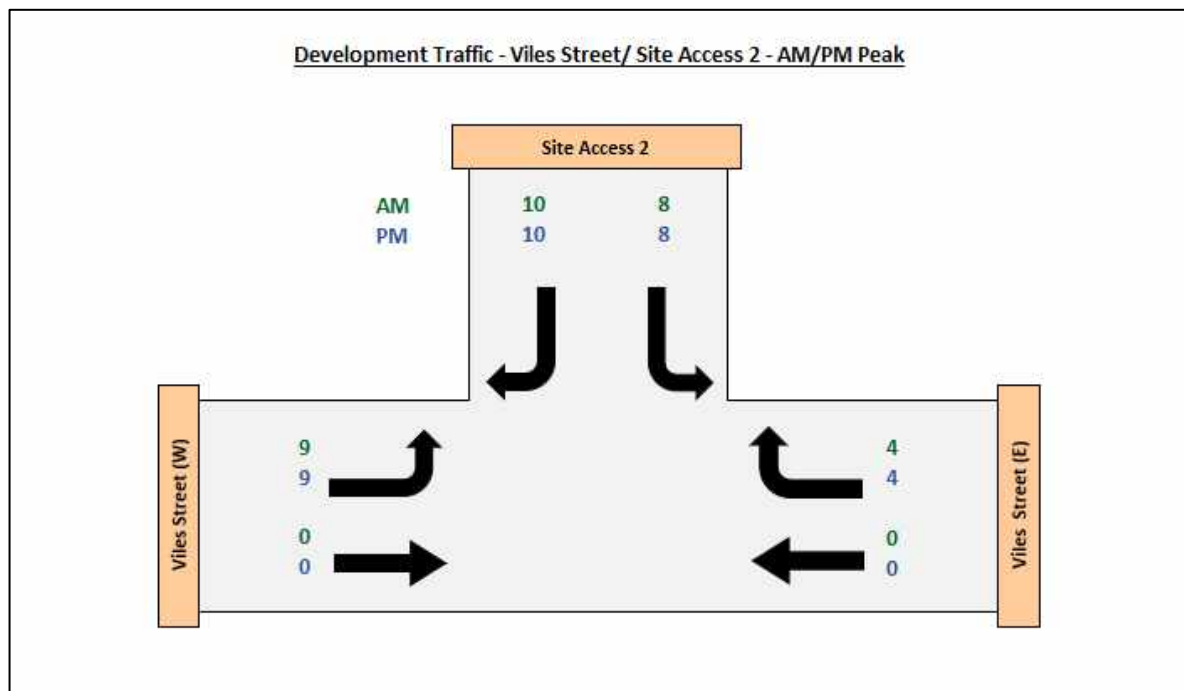 Development Traffic - Viles Street/ Site Access 2 - AM/PM Peak
Site Access 2
AM 10 8
PM 10 8
Viles Street (W)
9
9
0
0
4
4
0
0
Viles Street (E)